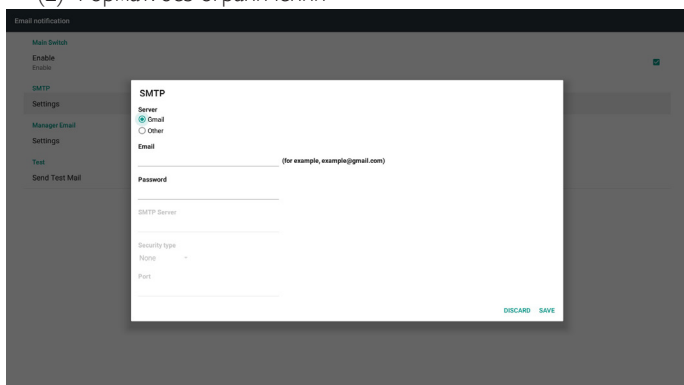 Email notification
Main Switch
Enable
Enable
SMTP
Settings
Manager Email
Settings
Test
Send Test Mail
SMTP
Server
Gmail
Other
Email
(for example, example@gmail.com)
Password
SMTP Server
Security type
None
Port
DISCARD SAVE